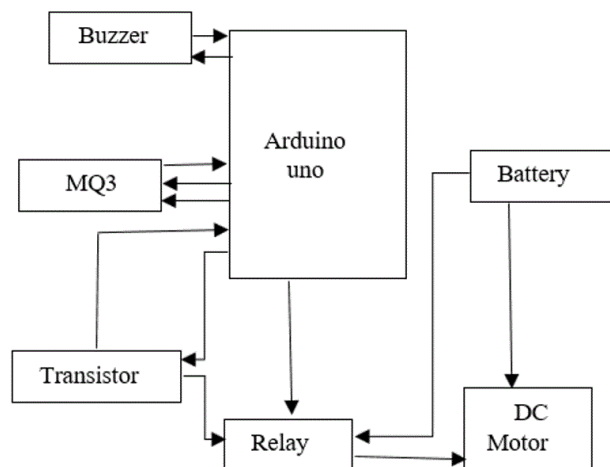 Buzzer
Arduino
uno
MQ3
Battery
Transistor
DC
Motor
Relay